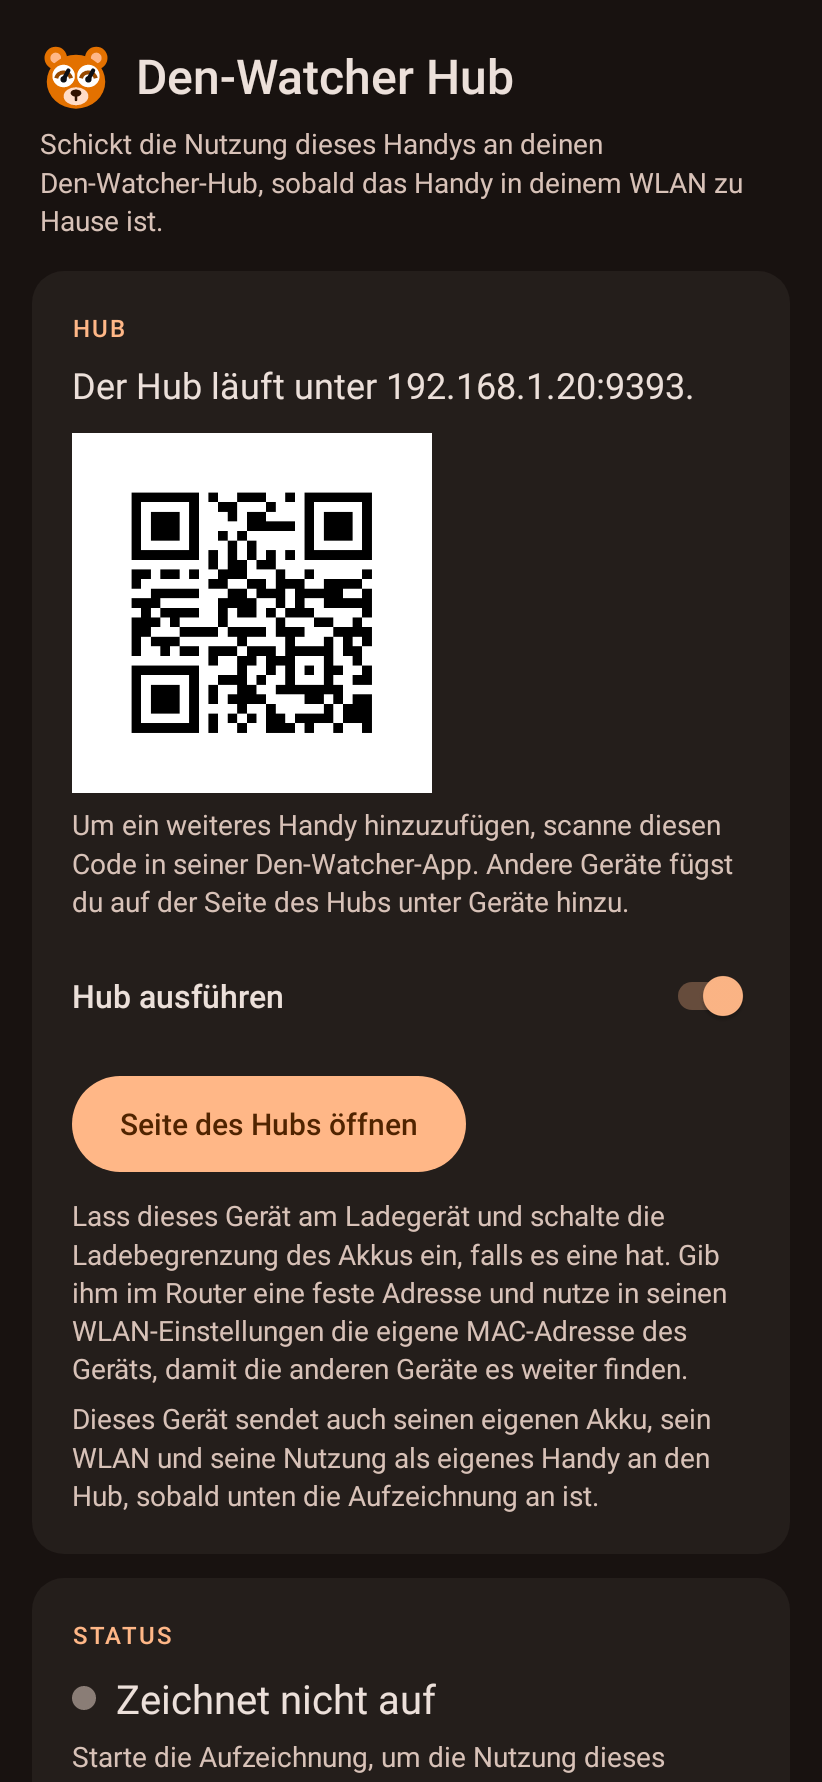 Den-Watcher Hub
Schickt die Nutzung dieses Handys an deinen
Den-Watcher-Hub, sobald das Handy in deinem WLAN zu
Hause ist.
HUB
Der Hub läuft unter 192.168.1.20:9393.
Um ein weiteres Handy hinzuzufügen, scanne diesen
Code in seiner Den-Watcher-App. Andere Geräte fügst
du auf der Seite des Hubs unter Geräte hinzu.
Hub ausführen
Seite des Hubs öffnen
Lass dieses Gerät am Ladegerät und schalte die
Ladebegrenzung des Akkus ein, falls es eine hat. Gib
ihm im Router eine feste Adresse und nutze in seinen
WLAN-Einstellungen die eigene MAC-Adresse des
Geräts, damit die anderen Geräte es weiter finden.
Dieses Gerät sendet auch seinen eigenen Akku, sein
WLAN und seine Nutzung als eigenes Handy an den
Hub, sobald unten die Aufzeichnung an ist.
STATUS
Zeichnet nicht auf
Starte die Aufzeichnung, um die Nutzung dieses